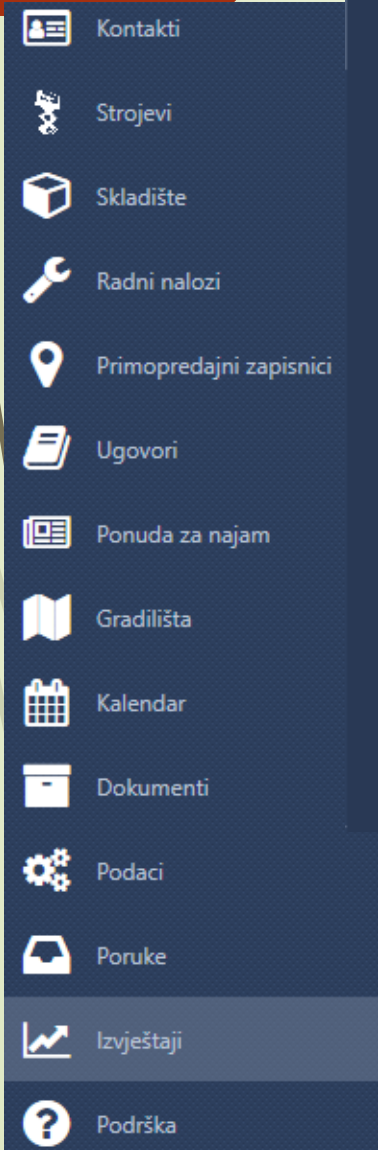 Kontakti
Strojevi
Skladište
Radni nalozi
Primopredajni zapisnici
Ugovori
Ponuda za najam
Gradilišta
Kalendar
Dokumenti
Podaci
Poruke
Izvještaji
Podrška